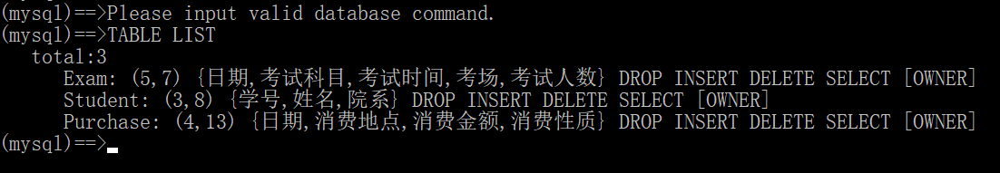 (mysql)==>Please input valid database command.
(mysql)==>TABLE LIST
total:3
Exam: (5,7) {日期,考试科目,考试时间,考场,考试人数} DROP INSERT DELETE SELECT [OWNER]
Student: (3,8) {学号,姓名,院系} DROP INSERT DELETE SELECT [OWNER]
Purchase: (4,13) {日期,消费地点,消费金额,消费性质} DROP INSERT DELETE SELECT [OWNER]
(mysql)==>